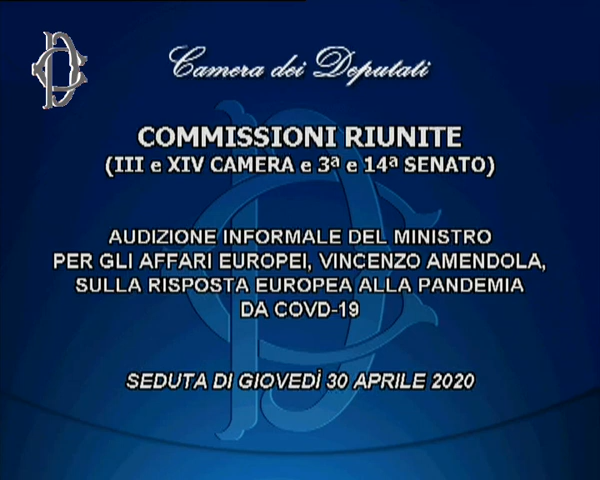 Camera dei Deputati
COMMISSIONI RIUNITE
(III e XIV CAMERA e 3ª e 14ª SENATO)
AUDIZIONE INFORMALE DEL MINISTRO
PER GLI AFFARI EUROPEI, VINCENZO AMENDOLA,
SULLA RISPOSTA EUROPEA ALLA PANDEMIA
DA COVD-19
SEDUTA DI GIOVEDÌ 30 APRILE 2020